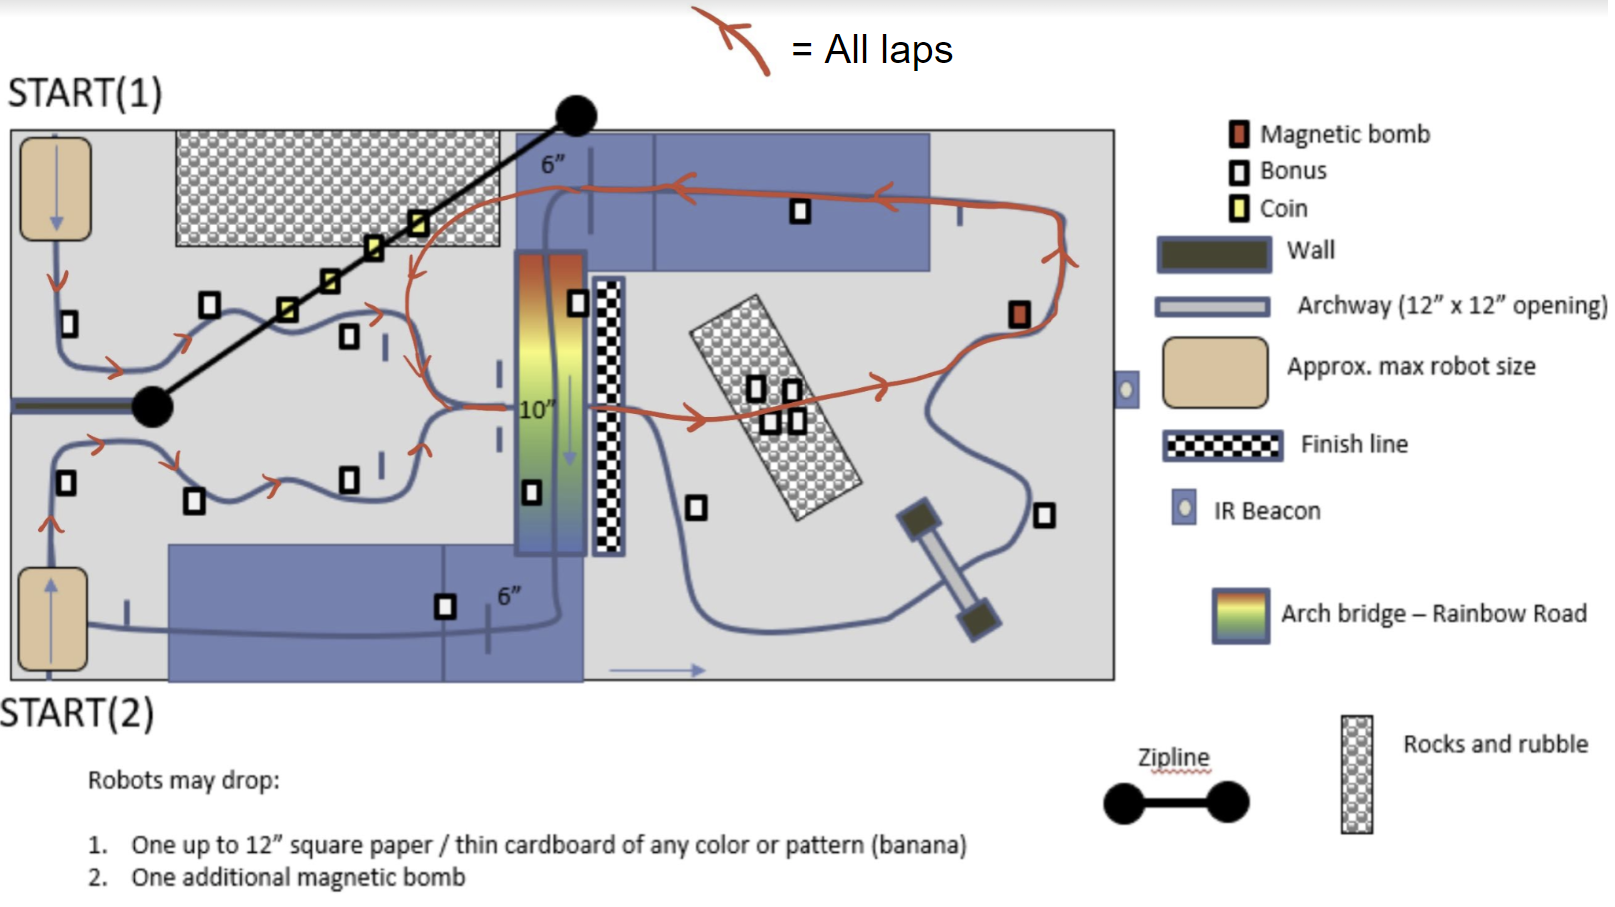 = All laps
START(1)
6”
10”
6”
START(2)
Magnetic bomb
Bonus
Coin
Wall
Archway (12” x 12” opening)
Approx. max robot size
Finish line
IR Beacon
Arch bridge – Rainbow Road
Zipline
Rocks and rubble
Robots may drop:
1. One up to 12” square paper / thin cardboard of any color or pattern (banana)
2. One additional magnetic bomb